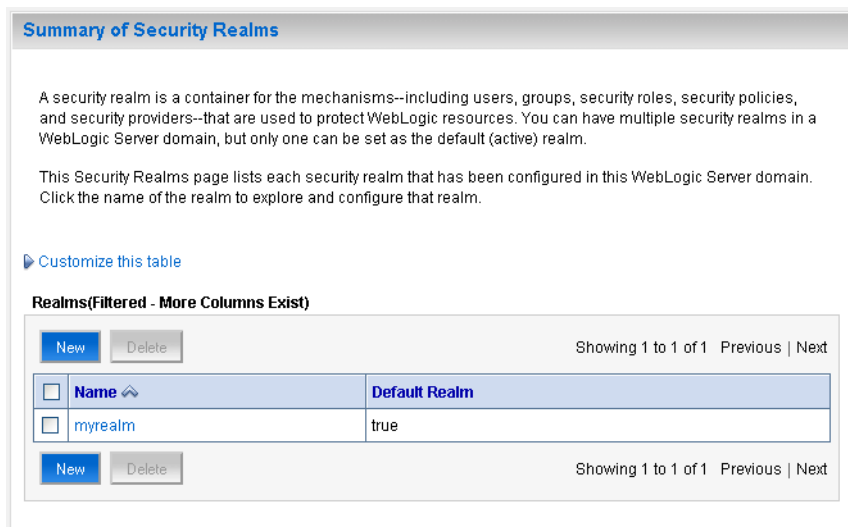 Summary of Security Realms
A security realm is a container for the mechanisms--including users, groups, security roles, security policies,
and security providers--that are used to protect WebLogic resources. You can have multiple security realms in a
WebLogic Server domain, but only one can be set as the default (active) realm.
This Security Realms page lists each security realm that has been configured in this WebLogic Server domain.
Click the name of the realm to explore and configure that realm.
Customize this table
Realms(Filtered - More Columns Exist)
New Delete Showing 1 to 1 of 1 Previous | Next
Name Default Realm
myrealm true
New Delete Showing 1 to 1 of 1 Previous | Next